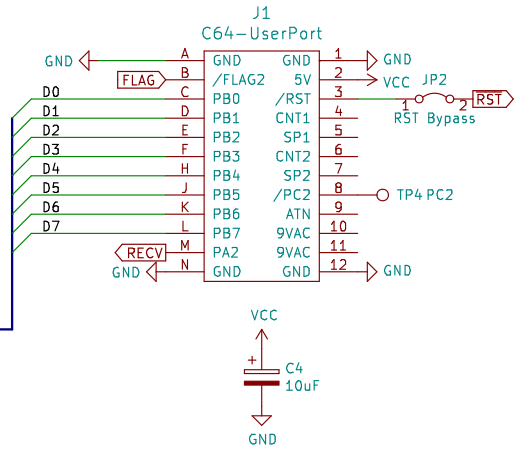 J1
C64-UserPort
GND A GND GND 1 GND
FLAG B /FLAG2 5V 2 VCC JP2
D0 C PB0 /RST 3 1 2 RST
D1 D PB1 CNT1 4 RST Bypass
D2 E PB2 SP1 5
D3 F PB3 CNT2 6
D4 H PB4 SP2 7
D5 J PB5 /PC2 8 TP4 PC2
D6 K PB6 ATN 9
D7 L PB7 9VAC 10
RECV M PA2 9VAC 11
GND N GND GND 12 GND
VCC
+ C4
10uF
GND